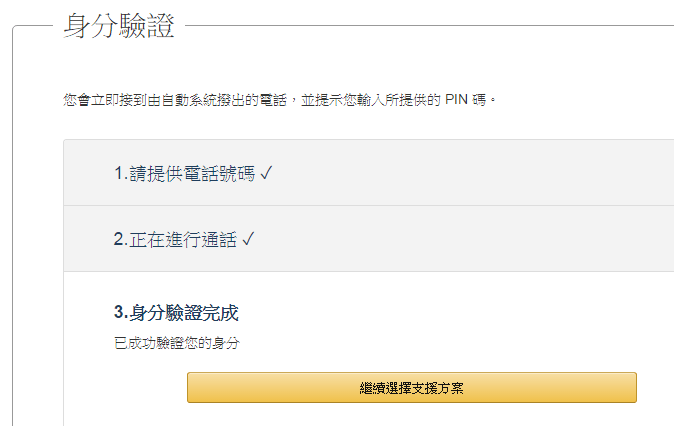 身分驗證
您會立即接到由自動系統撥出的電話，並提示您輸入所提供的 PIN 碼。
1.請提供電話號碼 ✓
2.正在進行通話 ✓
3.身分驗證完成
已成功驗證您的身分
繼續選擇支援方案